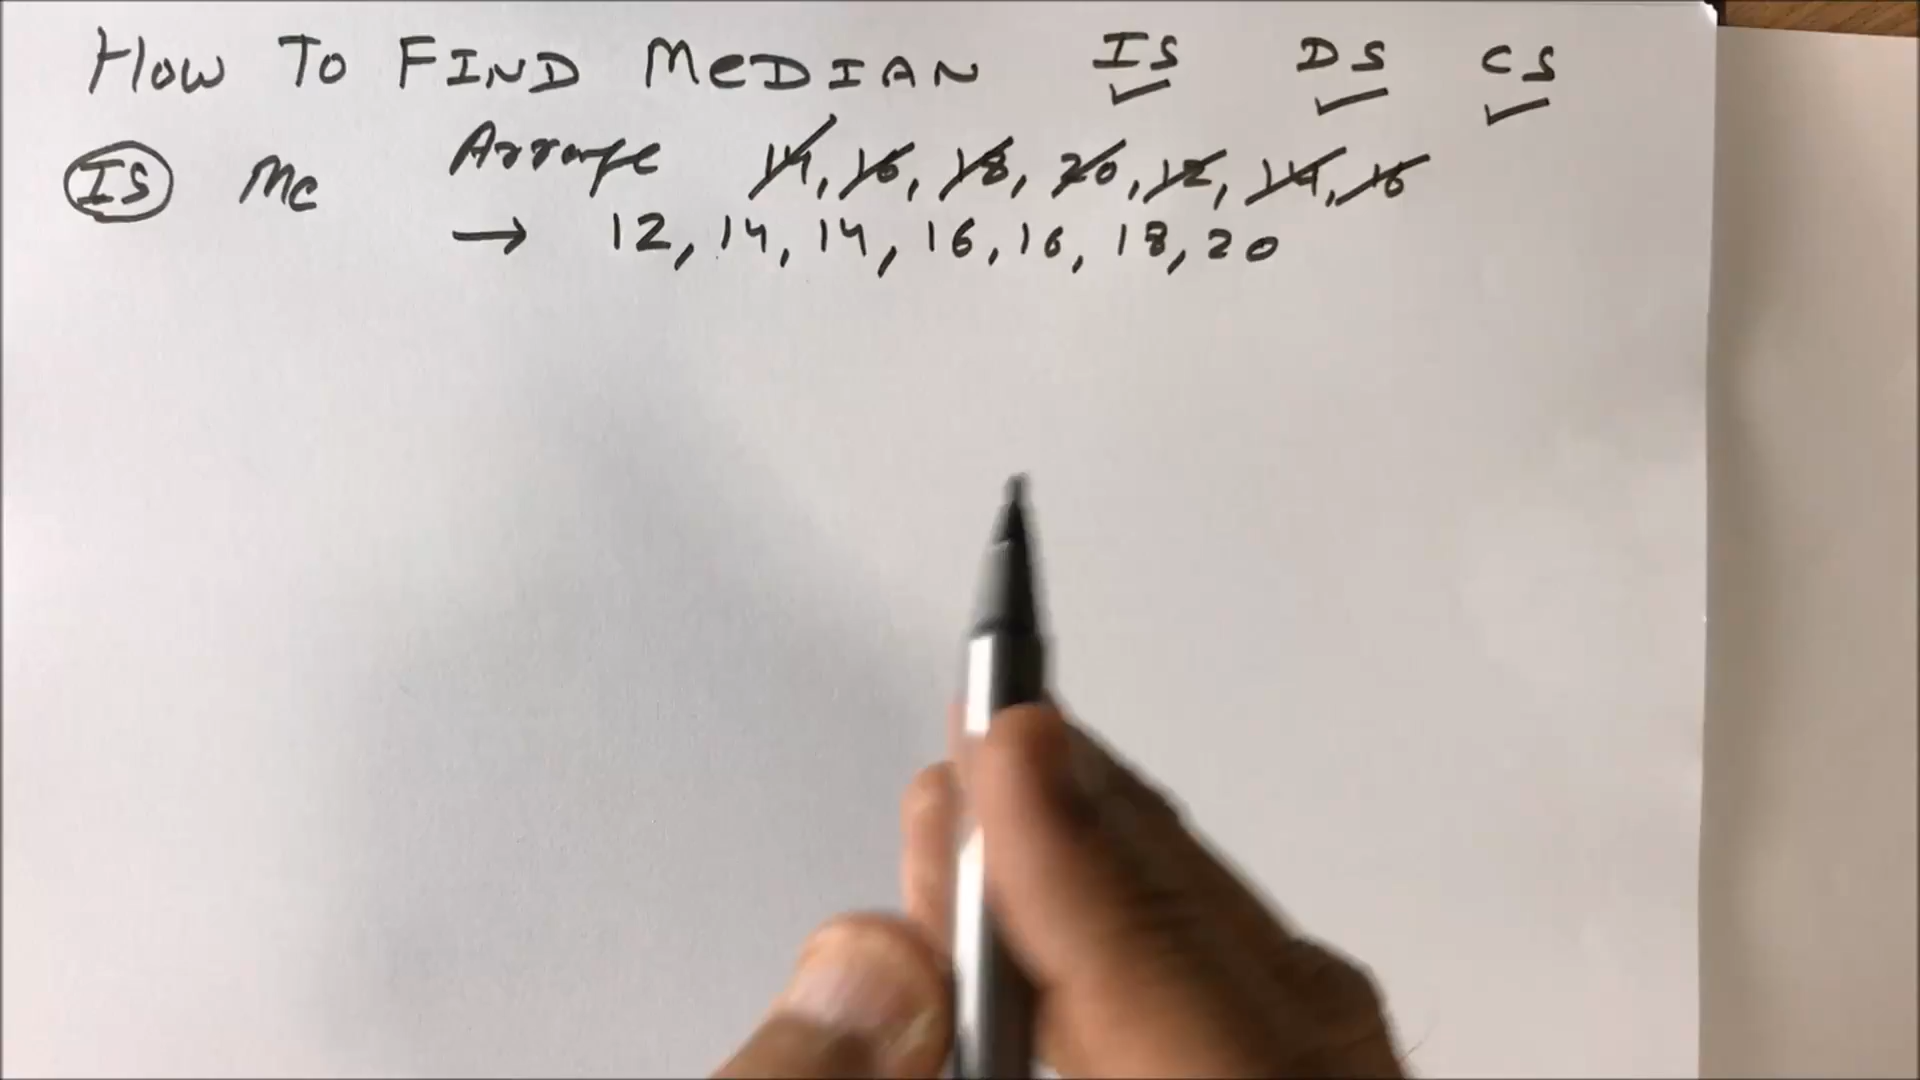 How To FIND MeDIAN IS DS CS
IS Me Arrange 14, 16, 18, 20, 12, 14, 16
→ 12, 14, 14, 16, 16, 18, 20